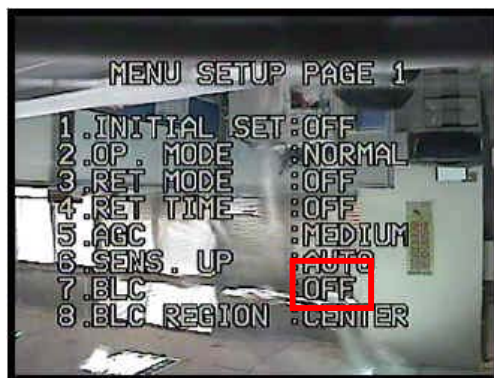 MENU SETUP PAGE 1
1.INITIAL SET:OFF
2.OP. MODE :NORMAL
3.RET MODE :OFF
4.RET TIME :OFF
5.AGC :MEDIUM
6.SENS. UP :AUTO
7.BLC :OFF
8.BLC REGION :CENTER